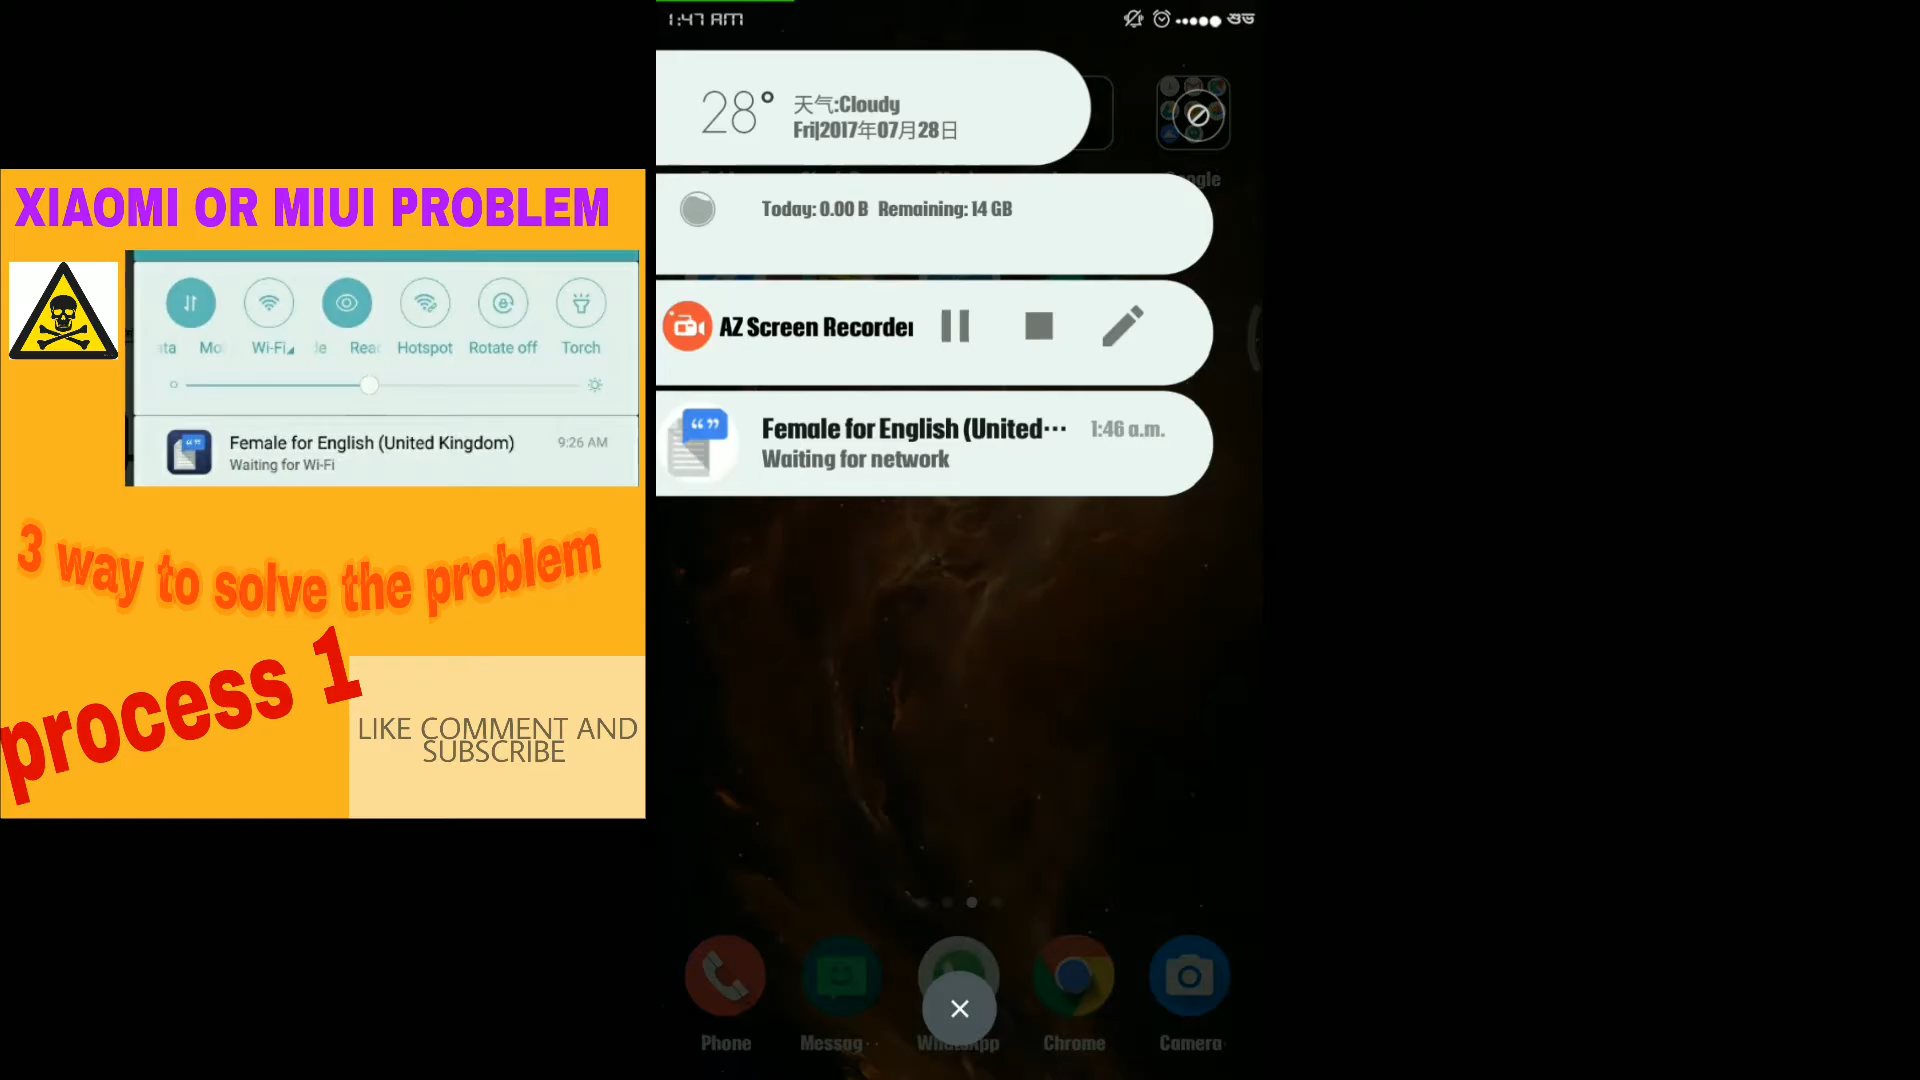 XIAOMI OR MIUI PROBLEM
ata Mo Wi-Fi Reac Hotspot Rotate off Torch
Female for English (United Kingdom) 9:26 AM
Waiting for Wi-Fi
3 way to solve the problem
process 1
LIKE COMMENT AND
SUBSCRIBE
1:47 AM
শুভ
28° 天气:Cloudy
Fri|2017年07月28日
Today: 0.00 B Remaining: 14 GB
AZ Screen Recorder
Female for English (United··· 1:46 a.m.
Waiting for network
Phone Messag·· WhatsApp Chrome Camera